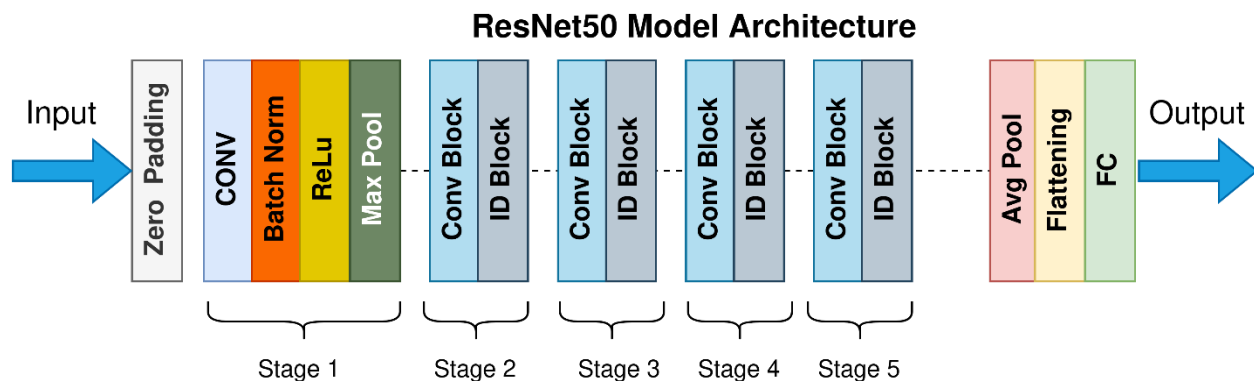 ResNet50 Model Architecture
Input
Zero Padding
CONV
Batch Norm
ReLu
Max Pool
Conv Block
ID Block
Conv Block
ID Block
Conv Block
ID Block
Conv Block
ID Block
Avg Pool
Flattening
FC
Output
Stage 1
Stage 2
Stage 3
Stage 4
Stage 5